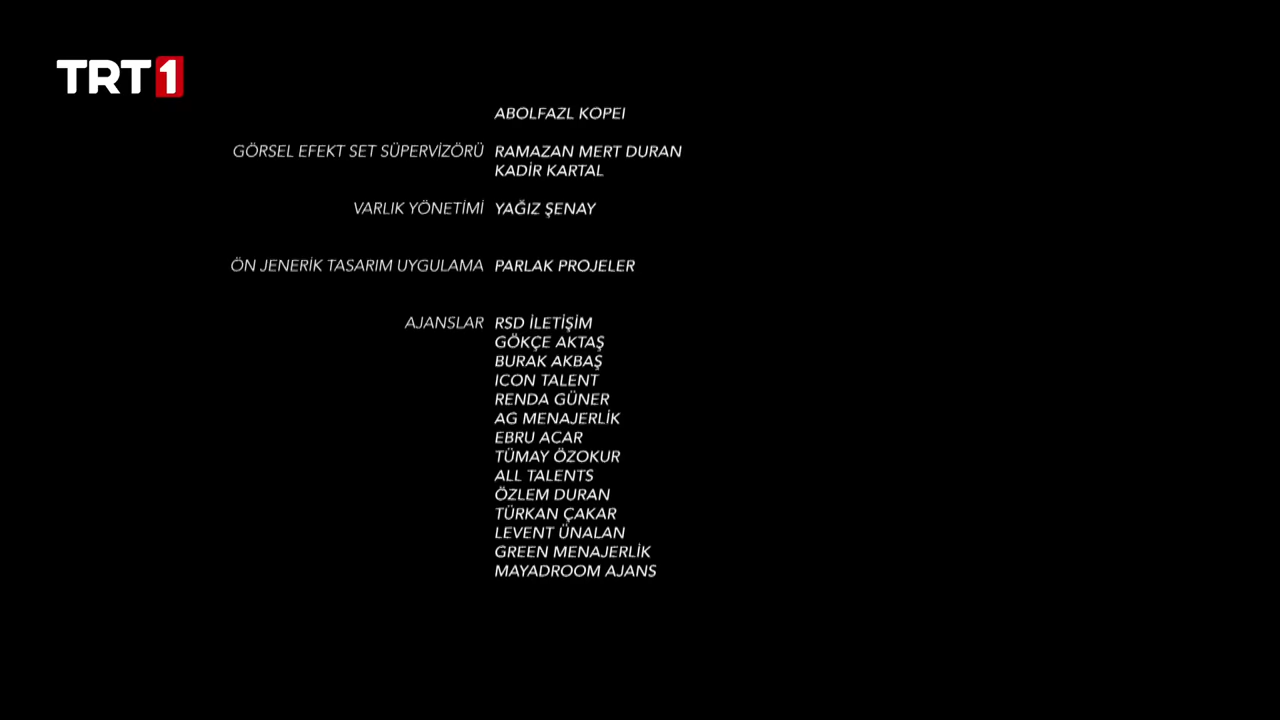 TRT 1
ABOLFAZL KOPEI
GÖRSEL EFEKT SET SÜPERVİZÖRÜ RAMAZAN MERT DURAN
KADİR KARTAL
VARLIK YÖNETİMİ YAĞIZ ŞENAY
ÖN JENERİK TASARIM UYGULAMA PARLAK PROJELER
AJANSLAR RSD İLETİŞİM
GÖKÇE AKTAŞ
BURAK AKBAŞ
ICON TALENT
RENDA GÜNER
AG MENAJERLİK
EBRU ACAR
TÜMAY ÖZOKUR
ALL TALENTS
ÖZLEM DURAN
TÜRKAN ÇAKAR
LEVENT ÜNALAN
GREEN MENAJERLİK
MAYADROOM AJANS